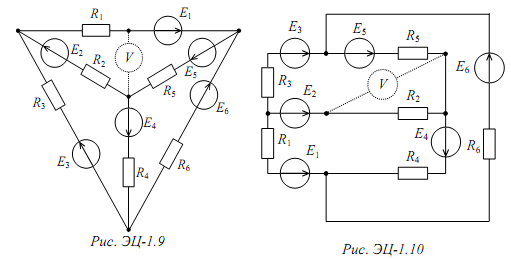 R1 E1
E2 R2 V E5 R5
R3 E6
E4
E3 R4 R6
Рис. ЭЦ-1.9
E3 E5 R5
E6
R3 V
E2 R2
E4
R1 R6
E1 R4
Рис. ЭЦ-1.10